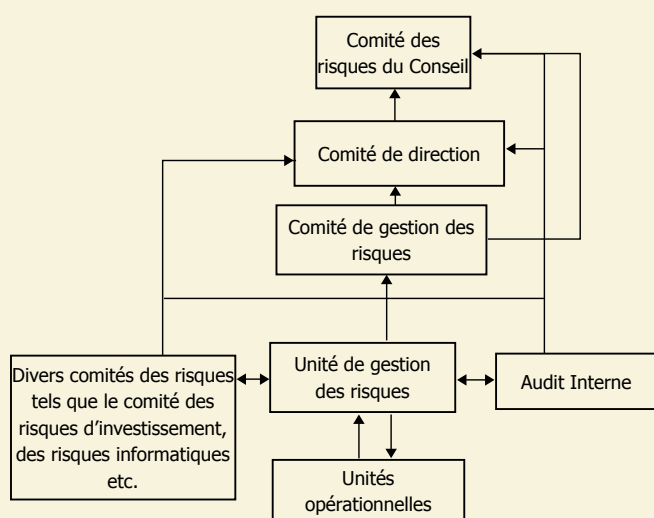 Comité des
risques du Conseil
Comité de direction
Comité de gestion des
risques
Divers comités des risques
tels que le comité des
risques d’investissement,
des risques informatiques
etc.
Unité de gestion
des risques
Audit Interne
Unités
opérationnelles